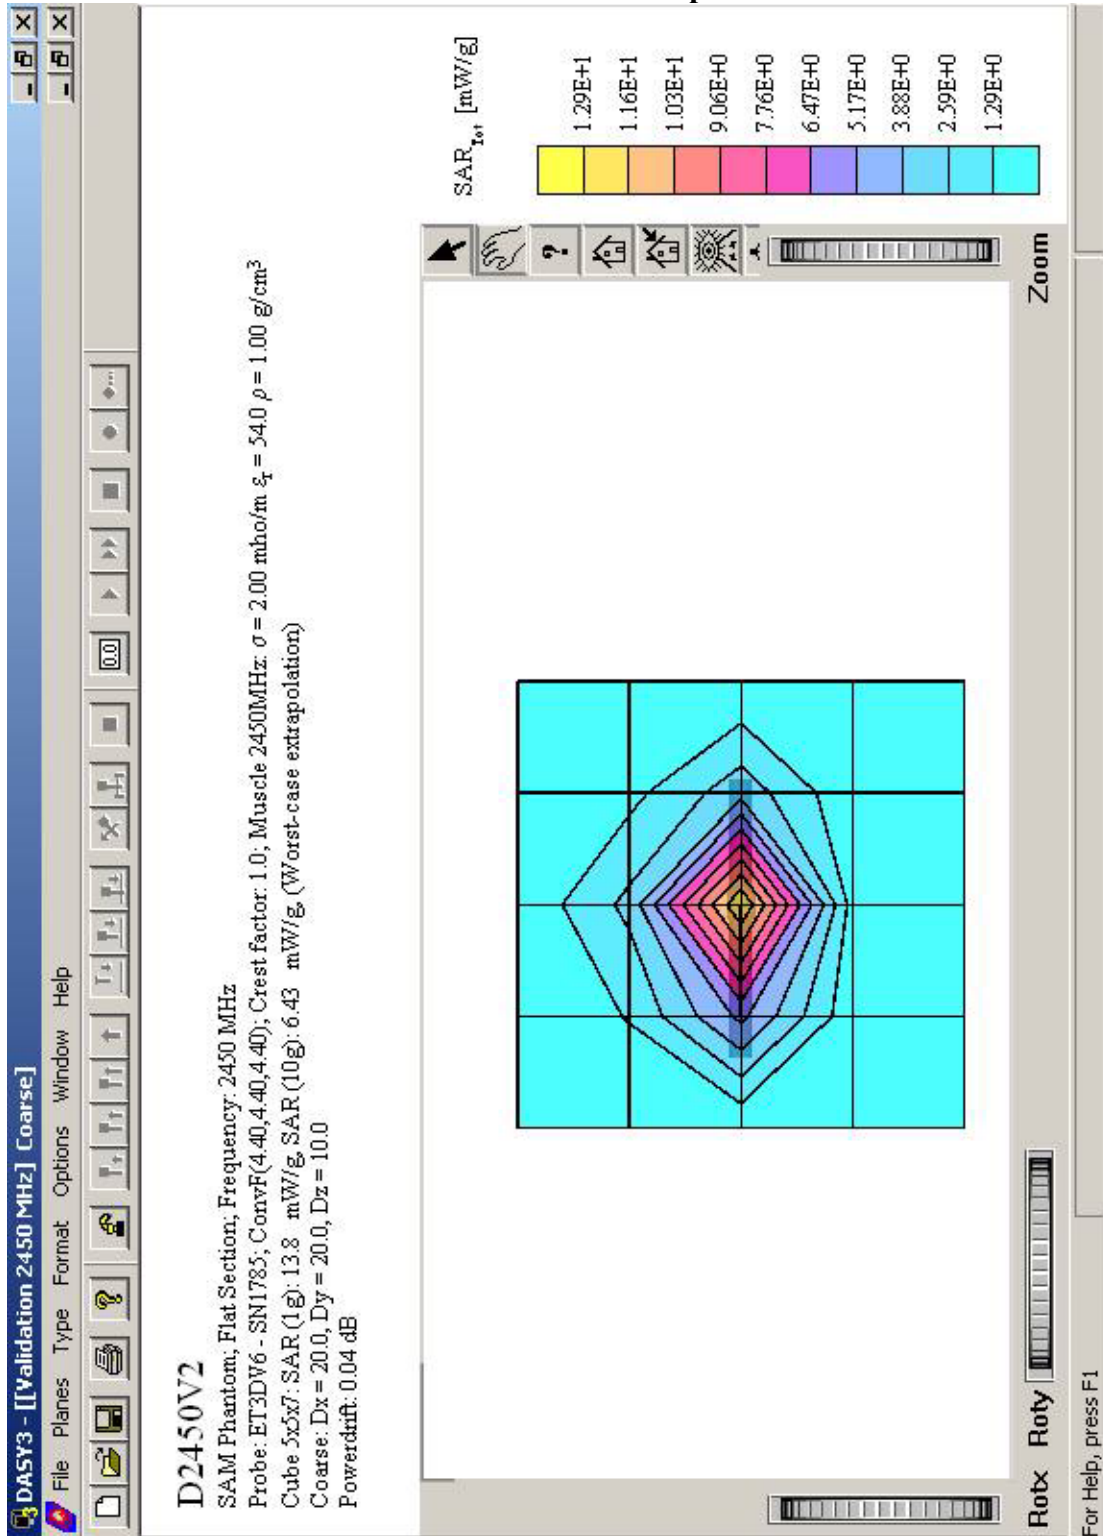 DASY3 - [[Validation 2450 MHz] Coarse]
File Planes Type Format Options Window Help
D2450V2
SAM Phantom; Flat Section; Frequency: 2450 MHz
Probe: ET3DV6 - SN1785; ConvF(4.40,4.40,4.40); Crest factor: 1.0; Muscle 2450MHz: σ = 2.00 mho/m εr = 54.0 ρ = 1.00 g/cm³
Cube 5x5x7: SAR (1g): 13.8 mW/g, SAR (10g): 6.43 mW/g, (Worst-case extrapolation)
Coarse: Dx = 20.0, Dy = 20.0, Dz = 10.0
Powerdrift: 0.04 dB
SARTot [mW/g]
1.29E+1
1.16E+1
1.03E+1
9.06E+0
7.76E+0
6.47E+0
5.17E+0
3.88E+0
2.59E+0
1.29E+0
Rotx Roty Zoom
For Help, press F1